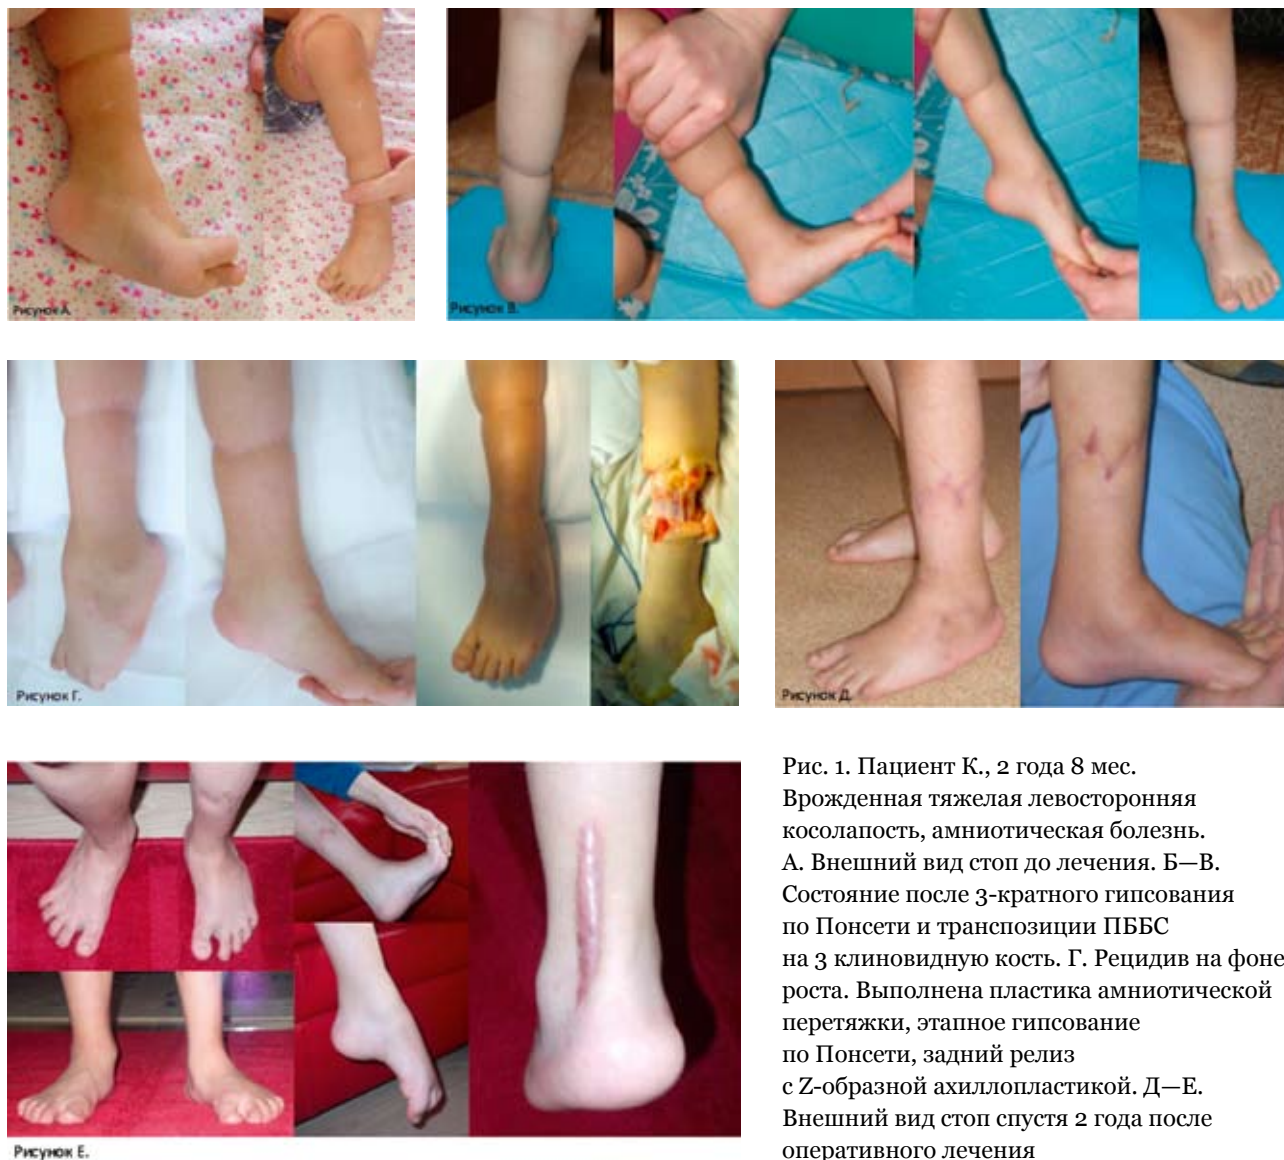 Рисунок А.
Рисунок В.
Рисунок Г.
Рисунок Д.
Рисунок Е.
Рис. 1. Пациент К., 2 года 8 мес.
Врожденная тяжелая левосторонняя
косолапость, амниотическая болезнь.
А. Внешний вид стоп до лечения. Б—В.
Состояние после 3-кратного гипсования
по Понсети и транспозиции ПББС
на 3 клиновидную кость. Г. Рецидив на фоне
роста. Выполнена пластика амниотической
перетяжки, этапное гипсование
по Понсети, задний релиз
с Z-образной ахиллопластикой. Д—Е.
Внешний вид стоп спустя 2 года после
оперативного лечения